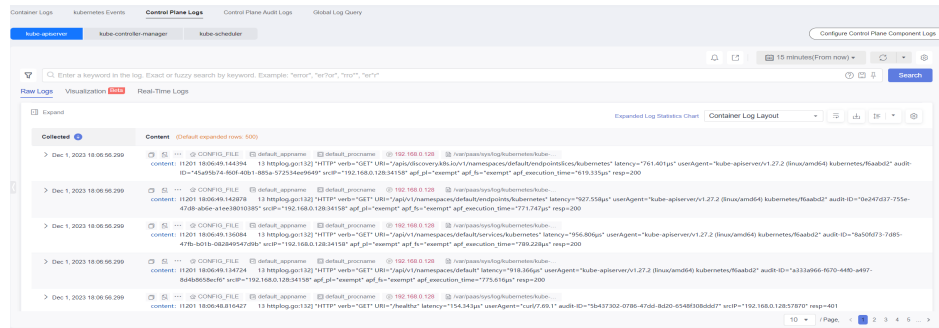 Container Logs kubernetes Events Control Plane Logs Control Plane Audit Logs Global Log Query
kube-apiserver kube-controller-manager kube-scheduler Configure Control Plane Component Logs
15 minutes(From now)
Enter a keyword in the log. Exact or fuzzy search by keyword. Example: "error", "er?or", "rro*", "er*r" Search
Raw Logs Visualization Beta Real-Time Logs
Expand Expanded Log Statistics Chart Container Log Layout
Collected Content (Default expanded rows: 500)
Dec 1, 2023 18:06:56.299 CONFIG_FILE default_appname default_procname 192.168.0.128 /var/paas/sys/log/kubernetes/kube-...
content: I1201 18:06:49.144394 13 httplog.go:132] "HTTP" verb="GET" URI="/apis/discovery.k8s.io/v1/namespaces/default/endpointslices/kubernetes" latency="761.401µs" userAgent="kube-apiserver/v1.27.2 (linux/amd64) kubernetes/f6aabd2" audit-
ID="45a95b74-f60f-40b1-885a-572534ee9649" srcIP="192.168.0.128:34158" apf_pl="exempt" apf_fs="exempt" apf_execution_time="619.335µs" resp=200
Dec 1, 2023 18:06:56.299 CONFIG_FILE default_appname default_procname 192.168.0.128 /var/paas/sys/log/kubernetes/kube-...
content: I1201 18:06:49.142878 13 httplog.go:132] "HTTP" verb="GET" URI="/api/v1/namespaces/default/endpoints/kubernetes" latency="927.558µs" userAgent="kube-apiserver/v1.27.2 (linux/amd64) kubernetes/f6aabd2" audit-ID="0e247d37-755e-
47d8-ab6e-a1ee38010385" srcIP="192.168.0.128:34158" apf_pl="exempt" apf_fs="exempt" apf_execution_time="771.747µs" resp=200
Dec 1, 2023 18:06:56.299 CONFIG_FILE default_appname default_procname 192.168.0.128 /var/paas/sys/log/kubernetes/kube-...
content: I1201 18:06:49.136084 13 httplog.go:132] "HTTP" verb="GET" URI="/api/v1/namespaces/default/services/kubernetes" latency="956.806µs" userAgent="kube-apiserver/v1.27.2 (linux/amd64) kubernetes/f6aabd2" audit-ID="8a50fd73-7d85-
47fb-b01b-082849547d9b" srcIP="192.168.0.128:34158" apf_pl="exempt" apf_fs="exempt" apf_execution_time="789.228µs" resp=200
Dec 1, 2023 18:06:56.299 CONFIG_FILE default_appname default_procname 192.168.0.128 /var/paas/sys/log/kubernetes/kube-...
content: I1201 18:06:49.134724 13 httplog.go:132] "HTTP" verb="GET" URI="/api/v1/namespaces/default" latency="918.366µs" userAgent="kube-apiserver/v1.27.2 (linux/amd64) kubernetes/f6aabd2" audit-ID="a333a966-f670-44f0-a497-
8d4b8658ecf6" srcIP="192.168.0.128:34158" apf_pl="exempt" apf_fs="exempt" apf_execution_time="775.616µs" resp=200
Dec 1, 2023 18:06:56.299 CONFIG_FILE default_appname default_procname 192.168.0.128 /var/paas/sys/log/kubernetes/kube-...
content: I1201 18:06:48.816427 13 httplog.go:132] "HTTP" verb="GET" URI="/healthz" latency="154.343µs" userAgent="curl/7.69.1" audit-ID="5b437302-0786-47dd-8d20-6548f308ddd7" srcIP="192.168.0.128:57870" resp=401
10 / Page, < 1 2 3 4 5 ... >